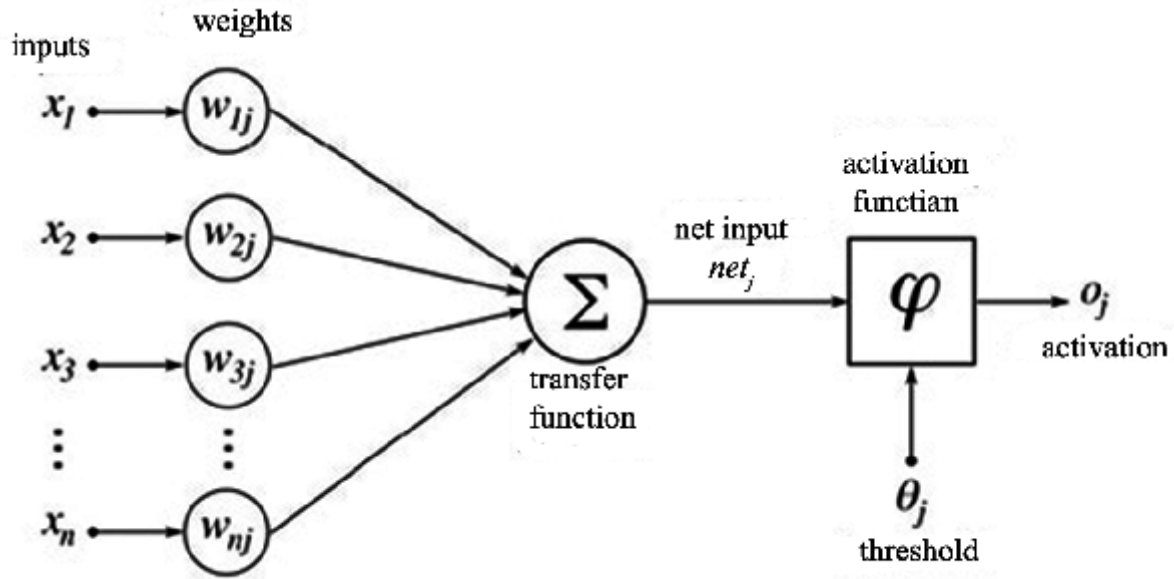 weights
inputs
x1
w1j
x2
w2j
x3
w3j
⋮
⋮
xn
wnj
Σ
transfer
function
net input
netj
activation
functian
φ
oj
activation
θj
threshold